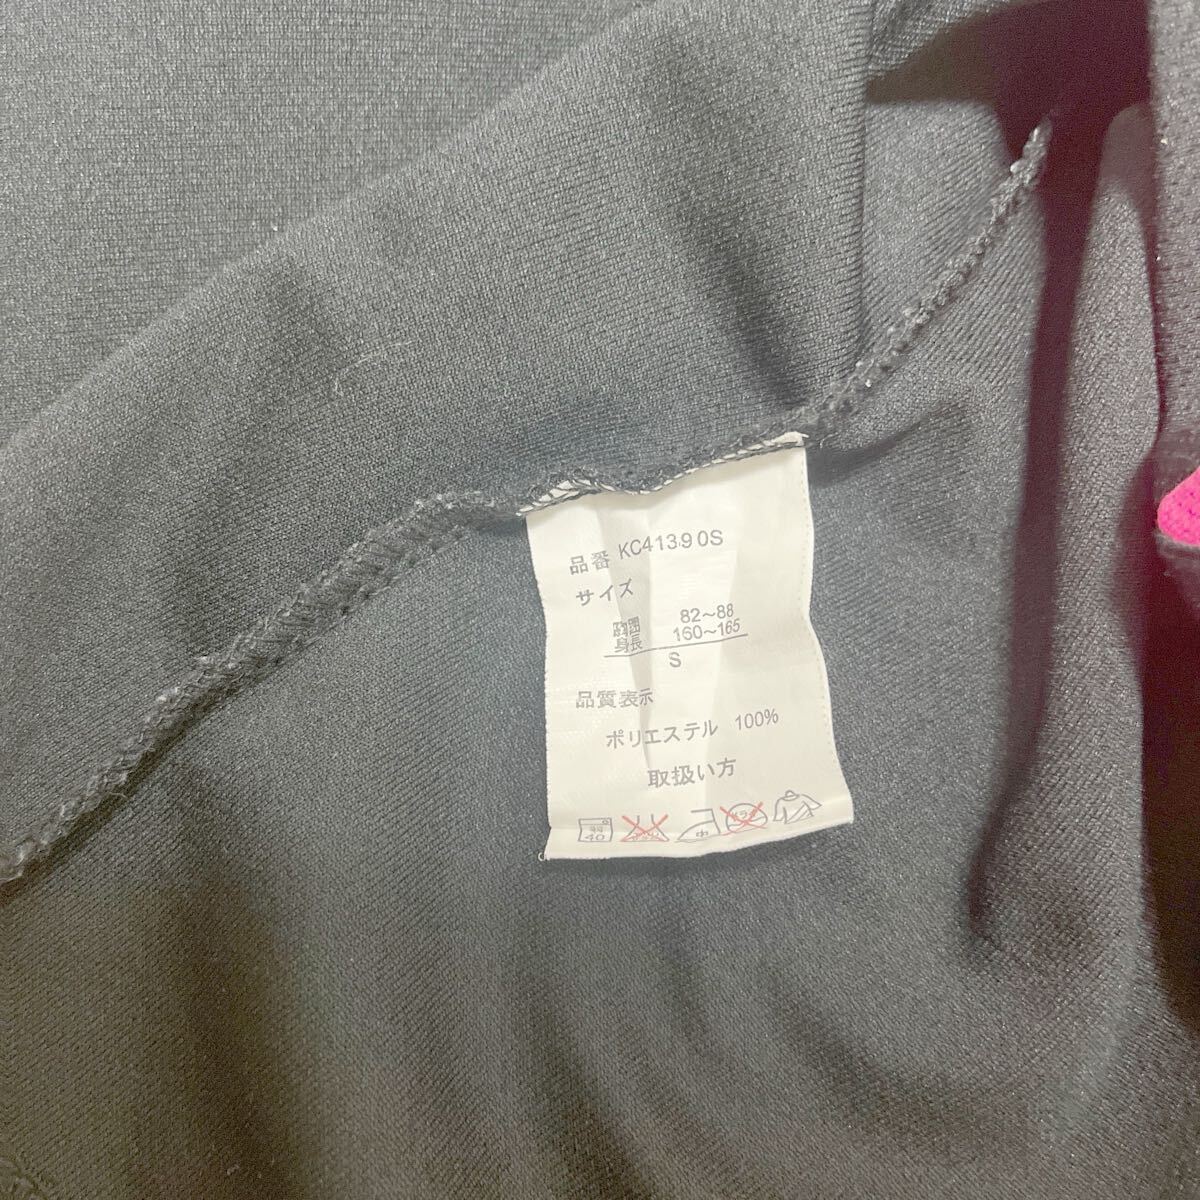 品番 KC41390S
サイズ
胸囲 82～88
身長 160～165
S
品質表示
ポリエステル 100%
取扱い方
40
中